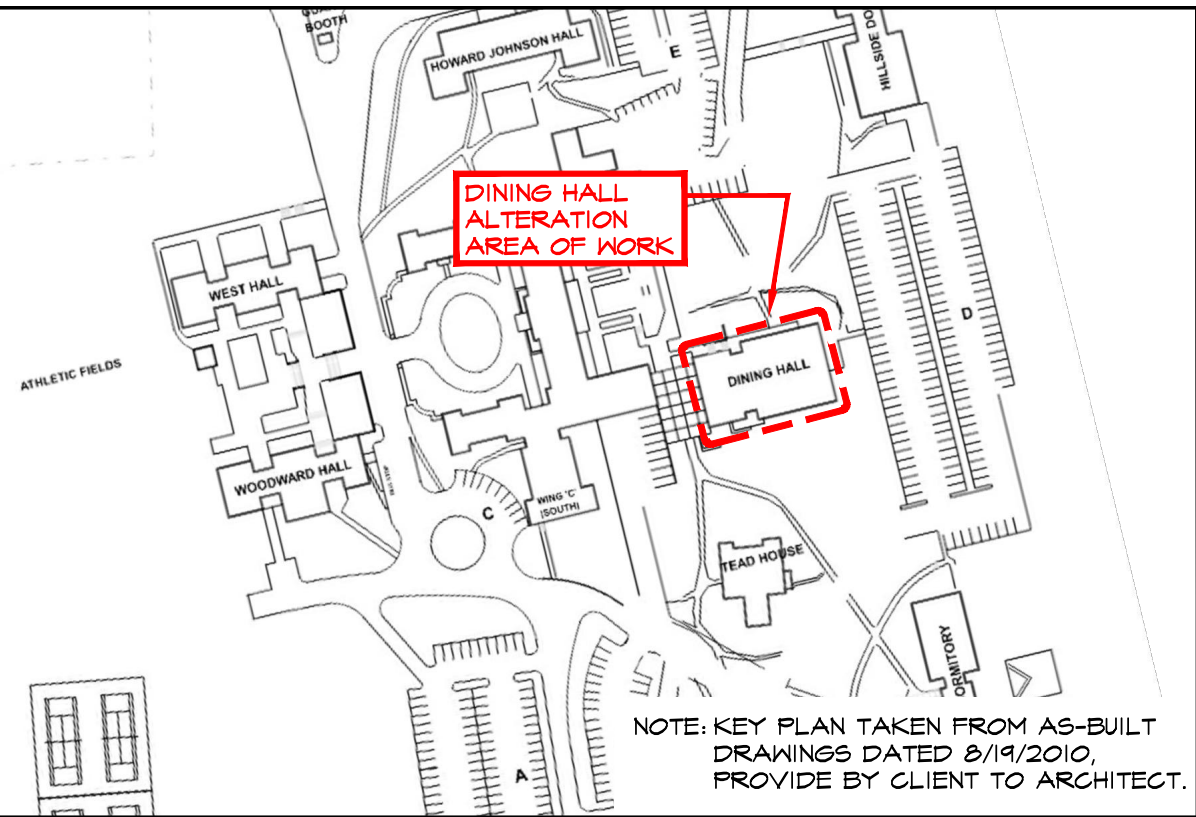 BOOTH
HOWARD JOHNSON HALL
E
HILLSIDE DO
DINING HALL
ALTERATION
AREA OF WORK
WEST HALL
D
ATHLETIC FIELDS
DINING HALL
WOODWARD HALL
C
WING 'C'
(SOUTH)
TEAD HOUSE
ORMITORY
A
NOTE: KEY PLAN TAKEN FROM AS-BUILT
DRAWINGS DATED 8/19/2010,
PROVIDE BY CLIENT TO ARCHITECT.